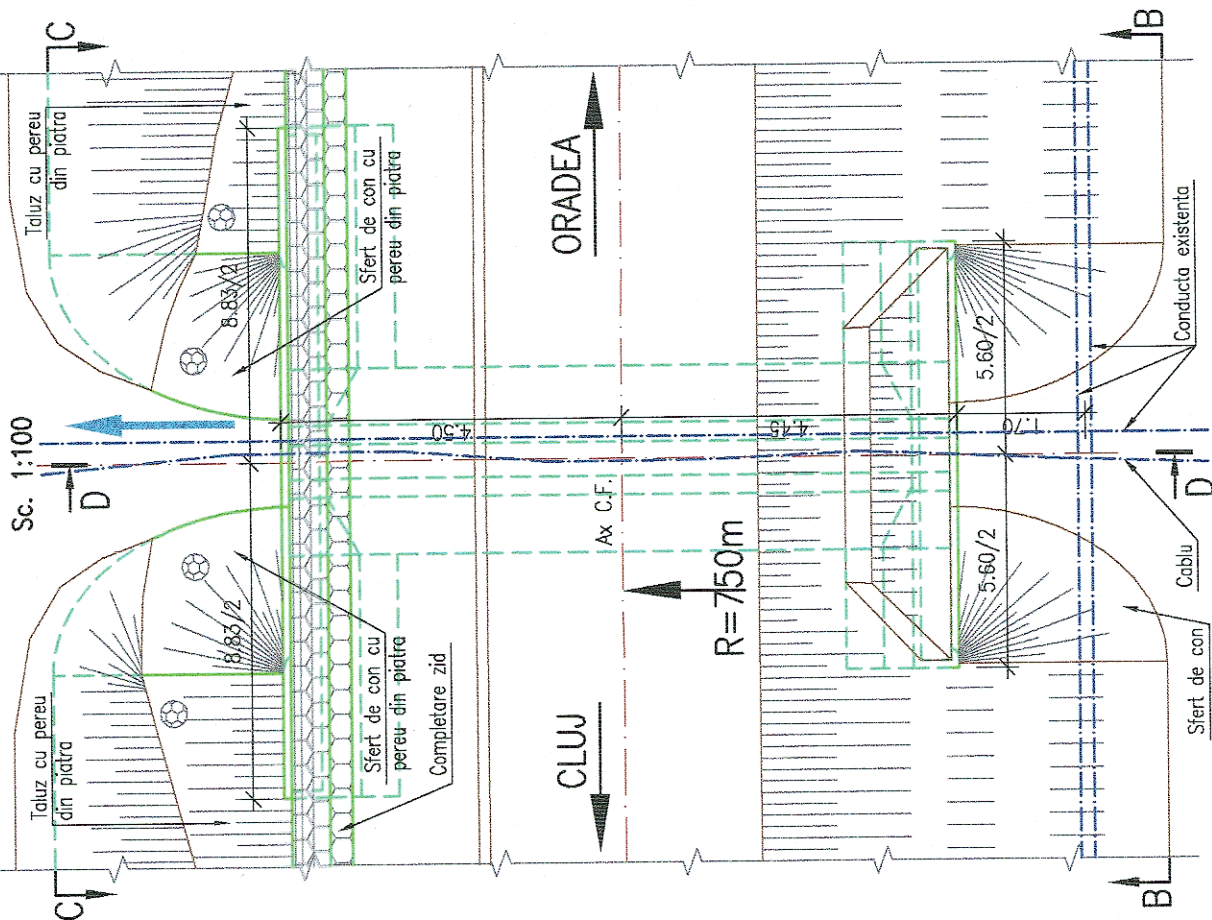 Sc. 1:100
C
C
Taluz cu pereu
din piatra
Taluz cu pereu
din piatra
D
8.83/2
8.83/2
Sfert de con cu
pereu din piatra
Sfert de con cu
pereu din piatra
Completare zid
4.50
ORADEA
CLUJ
Ax C.F.
R=750m
4.45
5.60/2
5.60/2
1.70
Conducta existenta
Cablu
Sfert de con
D
B
B